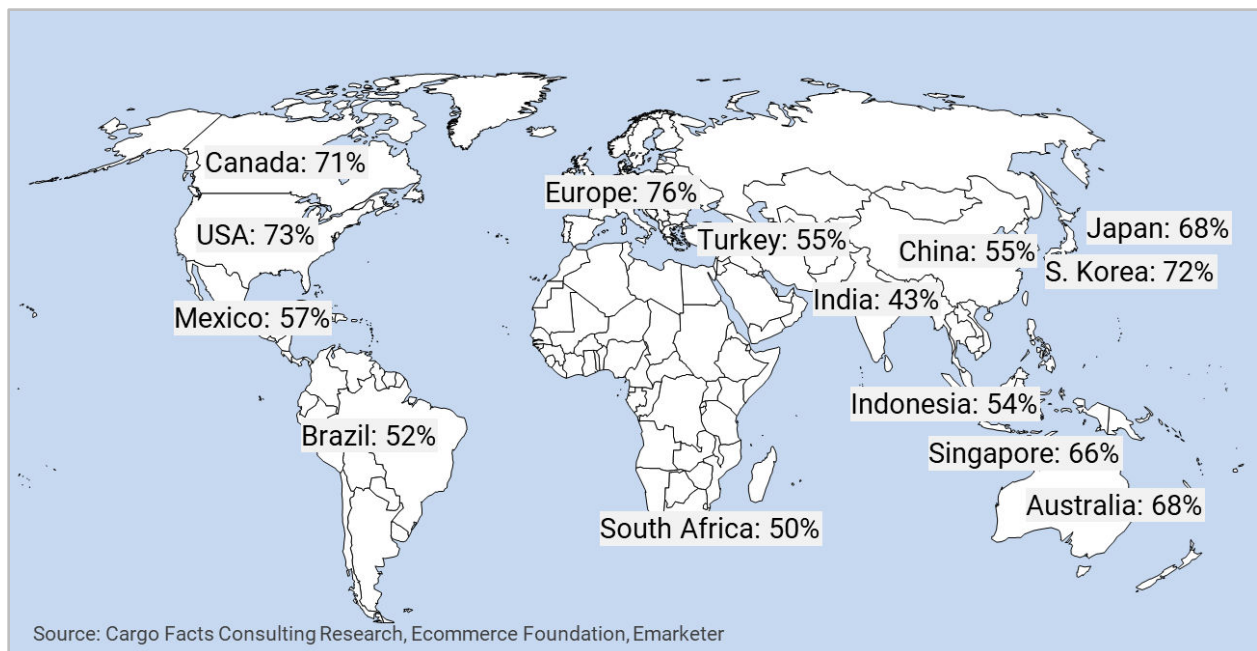 Canada: 71%
Europe: 76%
USA: 73%
Turkey: 55%
China: 55%
Japan: 68%
S. Korea: 72%
India: 43%
Mexico: 57%
Indonesia: 54%
Brazil: 52%
Singapore: 66%
Australia: 68%
South Africa: 50%
Source: Cargo Facts Consulting Research, Ecommerce Foundation, Emarketer